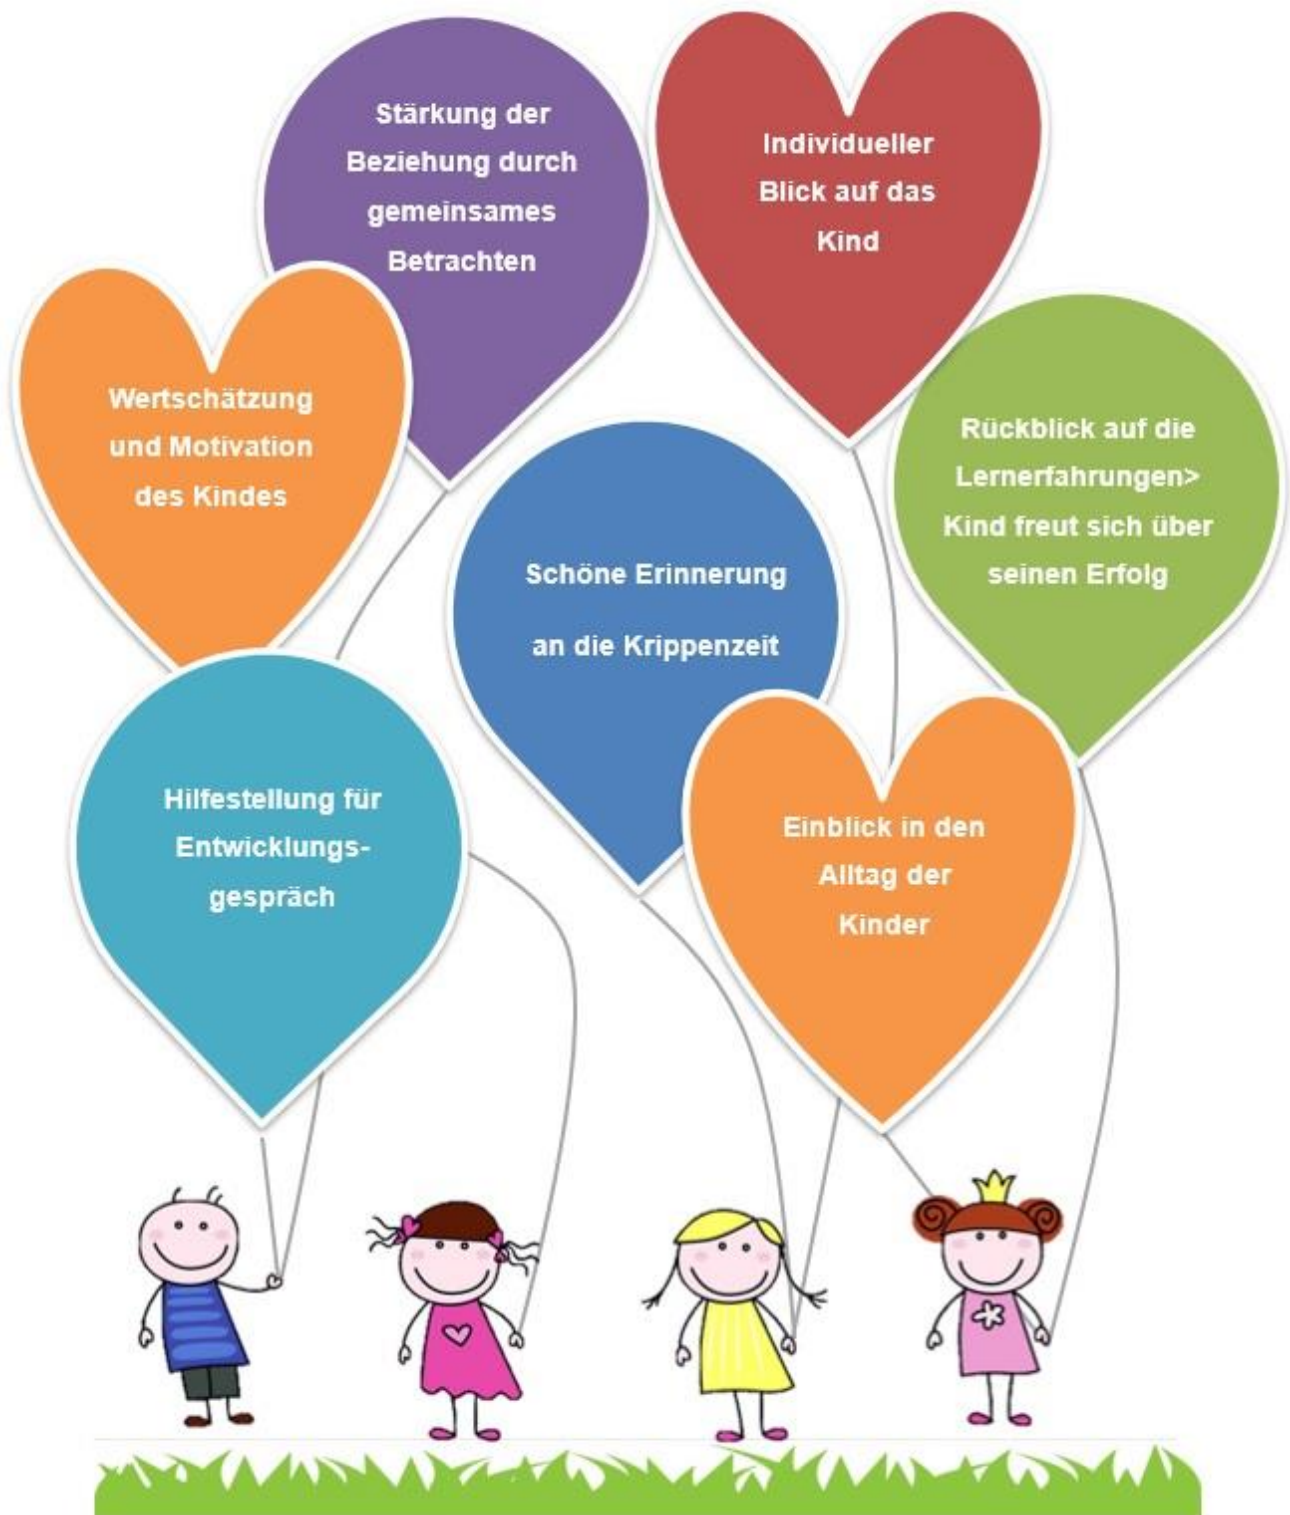 Stärkung der
Beziehung durch
gemeinsames
Betrachten
Individueller
Blick auf das
Kind
Wertschätzung
und Motivation
des Kindes
Rückblick auf die
Lernerfahrungen>
Kind freut sich über
seinen Erfolg
Schöne Erinnerung
an die Krippenzeit
Hilfestellung für
Entwicklungs-
gespräch
Einblick in den
Alltag der
Kinder